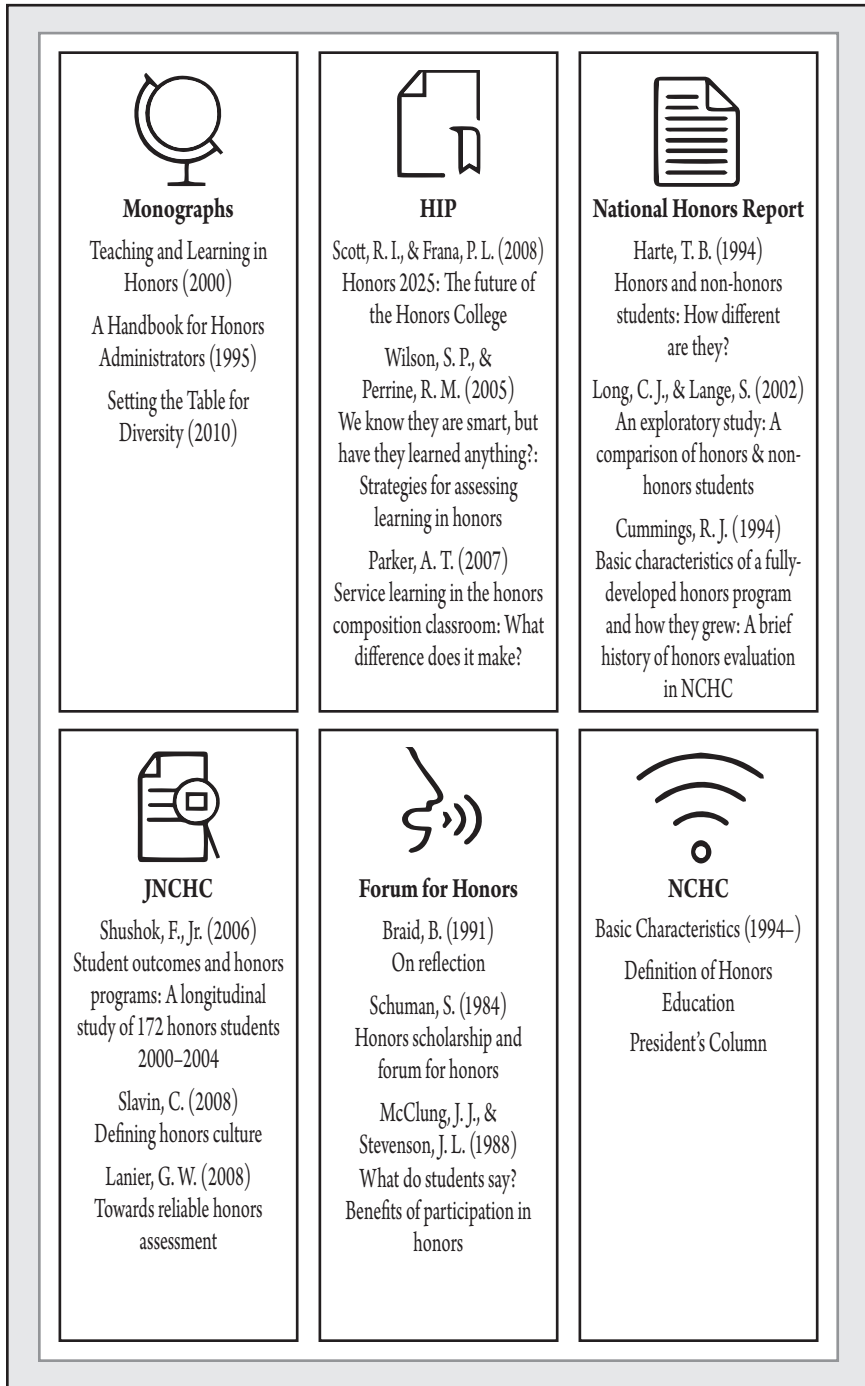 Monographs
Teaching and Learning in
Honors (2000)
A Handbook for Honors
Administrators (1995)
Setting the Table for
Diversity (2010)
HIP
Scott, R. I., & Frana, P. L. (2008)
Honors 2025: The future of
the Honors College
Wilson, S. P., &
Perrine, R. M. (2005)
We know they are smart, but
have they learned anything?:
Strategies for assessing
learning in honors
Parker, A. T. (2007)
Service learning in the honors
composition classroom: What
difference does it make?
National Honors Report
Harte, T. B. (1994)
Honors and non-honors
students: How different
are they?
Long, C. J., & Lange, S. (2002)
An exploratory study: A
comparison of honors & non-
honors students
Cummings, R. J. (1994)
Basic characteristics of a fully-
developed honors program
and how they grew: A brief
history of honors evaluation
in NCHC
JNCHC
Shushok, F., Jr. (2006)
Student outcomes and honors
programs: A longitudinal
study of 172 honors students
2000–2004
Slavin, C. (2008)
Defining honors culture
Lanier, G. W. (2008)
Towards reliable honors
assessment
Forum for Honors
Braid, B. (1991)
On reflection
Schuman, S. (1984)
Honors scholarship and
forum for honors
McClung, J. J., &
Stevenson, J. L. (1988)
What do students say?
Benefits of participation in
honors
NCHC
Basic Characteristics (1994–)
Definition of Honors
Education
President’s Column